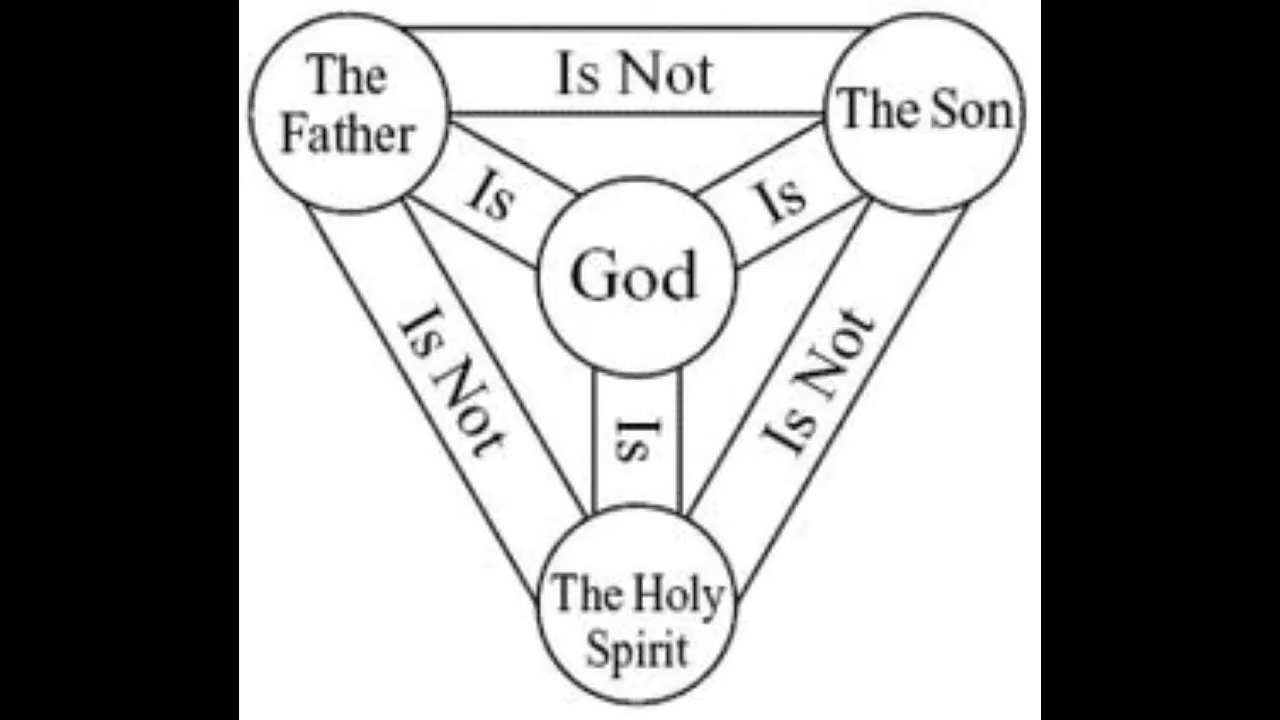 The
Father
Is Not
The Son
Is
Is
God
Is Not
Is Not
Is
The Holy
Spirit